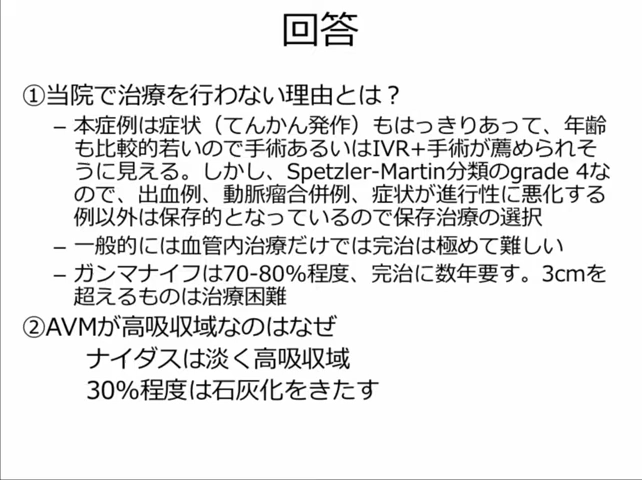 回答
①当院で治療を行わない理由とは？
– 本症例は症状（てんかん発作）もはっきりあって、年齢
も比較的若いので手術あるいはIVR+手術が薦められそ
うに見える。しかし、Spetzler-Martin分類のgrade 4な
ので、出血例、動脈瘤合併例、症状が進行性に悪化する
例以外は保存的となっているので保存治療の選択
– 一般的には血管内治療だけでは完治は極めて難しい
– ガンマナイフは70-80%程度、完治に数年要す。3cmを
超えるものは治療困難
②AVMが高吸収域なのはなぜ
ナイダスは淡く高吸収域
30%程度は石灰化をきたす